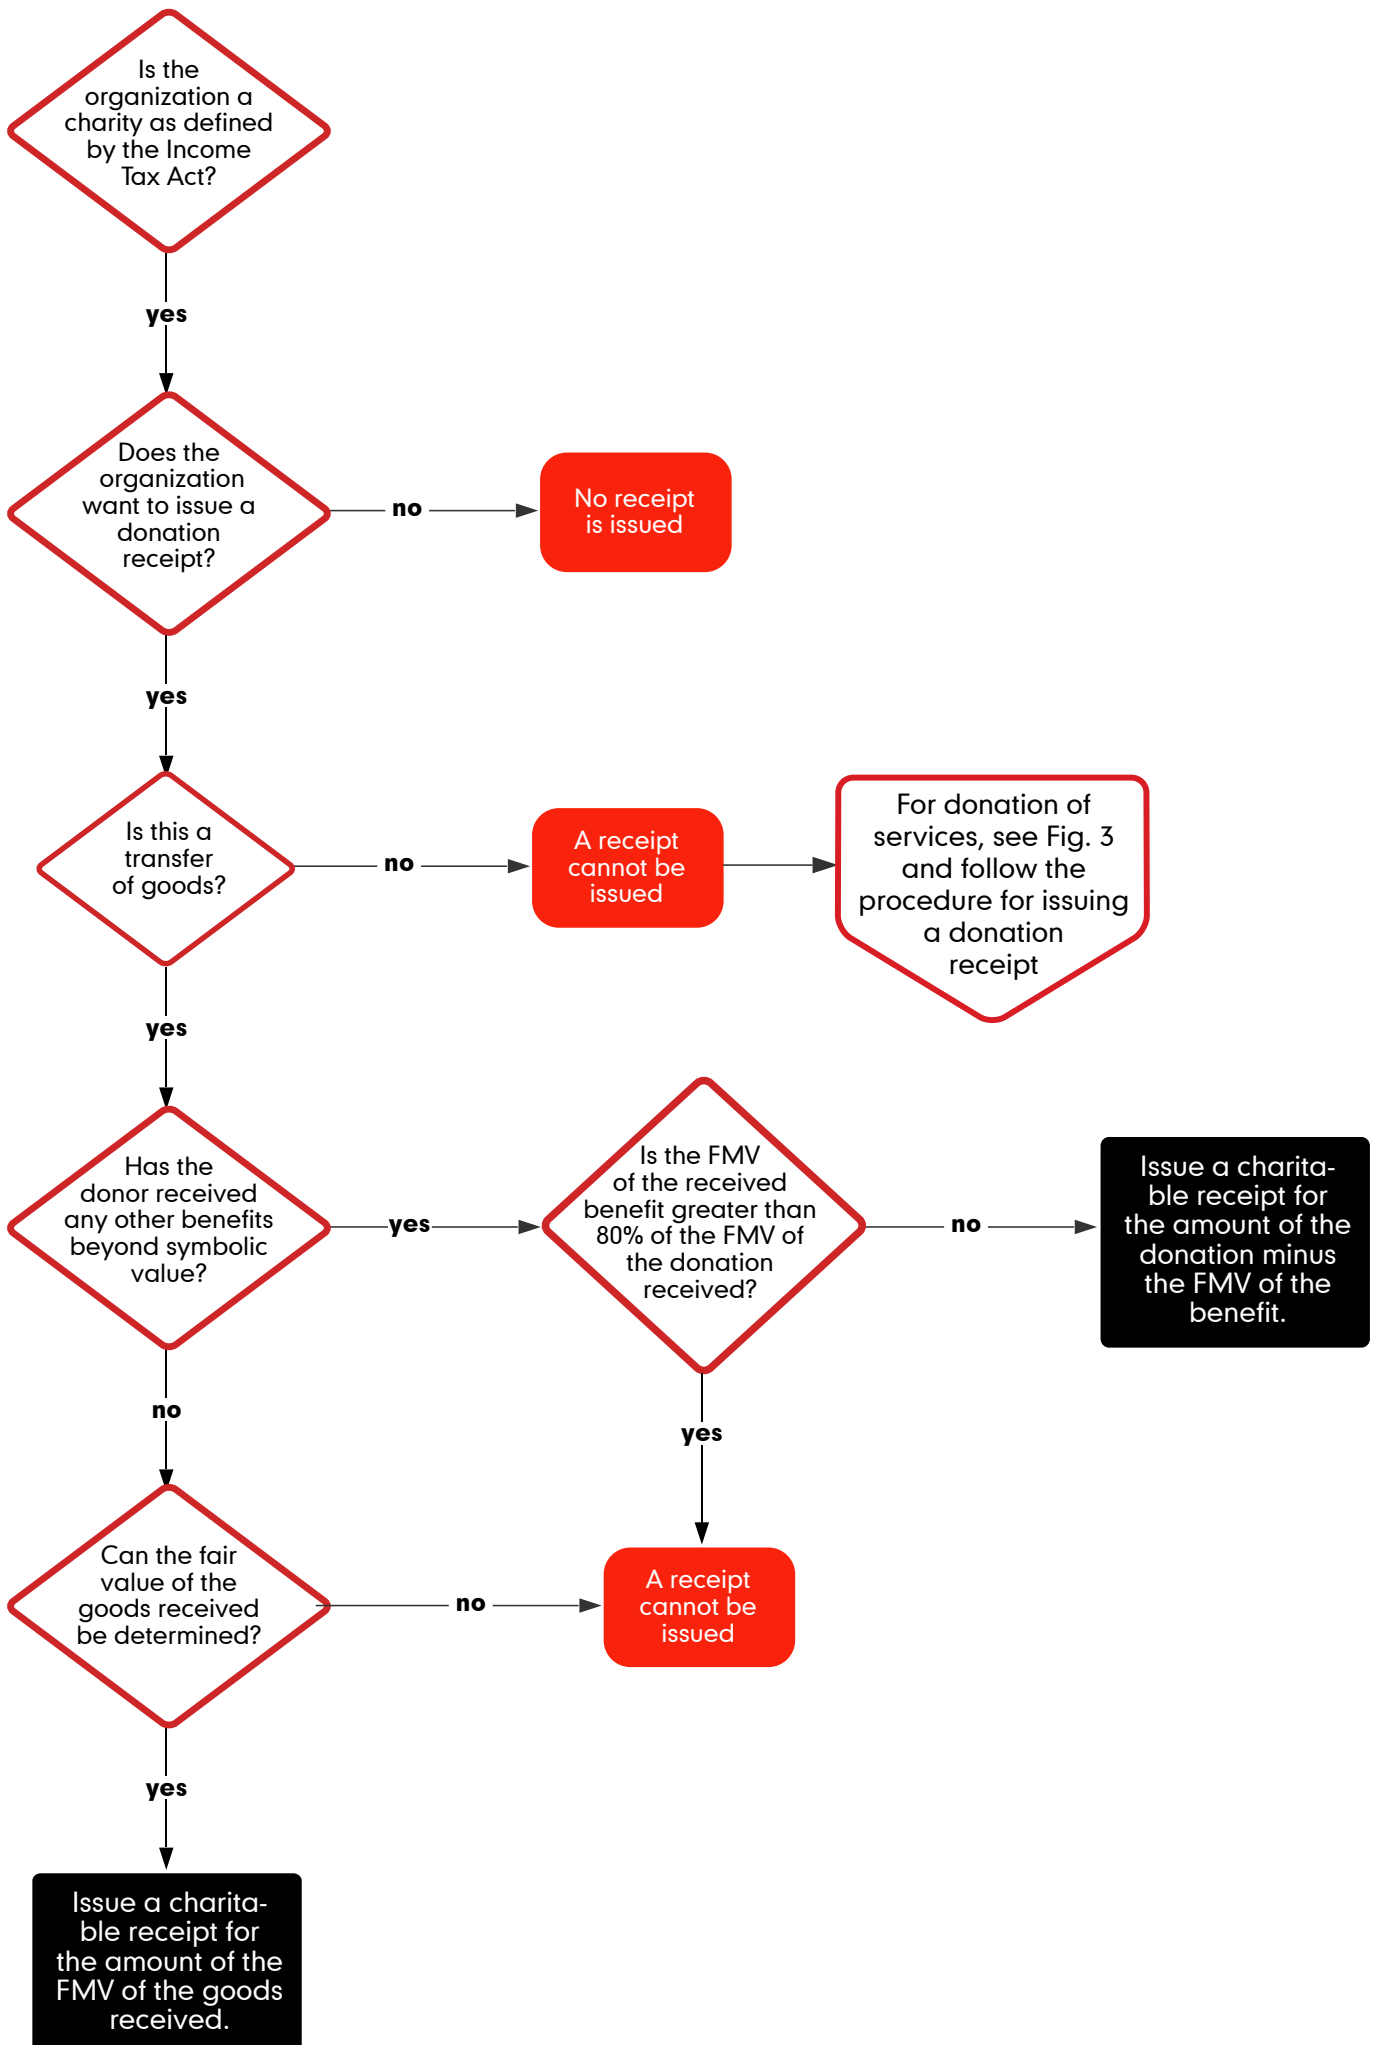 Is the
organization a
charity as defined
by the Income
Tax Act?
yes
Does the
organization
want to issue a
donation
receipt?
no
No receipt
is issued
yes
Is this a
transfer
of goods?
no
A receipt
cannot be
issued
For donation of
services, see Fig. 3
and follow the
procedure for issuing
a donation
receipt
yes
Has the
donor received
any other benefits
beyond symbolic
value?
yes
Is the FMV
of the received
benefit greater than
80% of the FMV of
the donation
received?
no
Issue a charita-
ble receipt for
the amount of the
donation minus
the FMV of the
benefit.
no
yes
Can the fair
value of the
goods received
be determined?
no
A receipt
cannot be
issued
yes
Issue a charita-
ble receipt for
the amount of the
FMV of the goods
received.